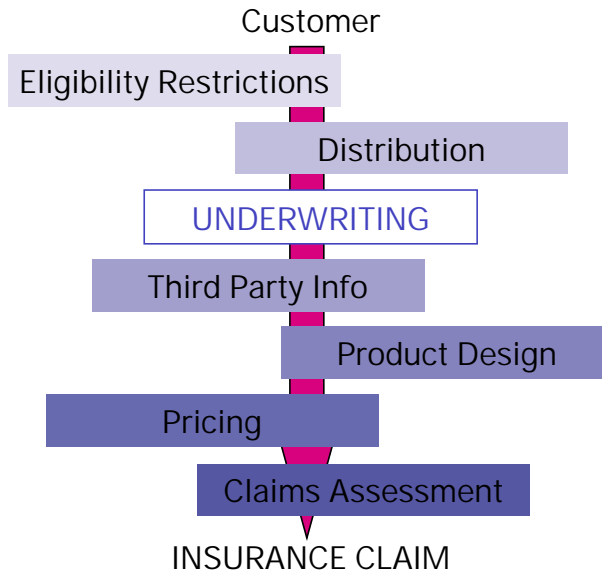 Customer
Eligibility Restrictions
Distribution
UNDERWRITING
Third Party Info
Product Design
Pricing
Claims Assessment
INSURANCE CLAIM